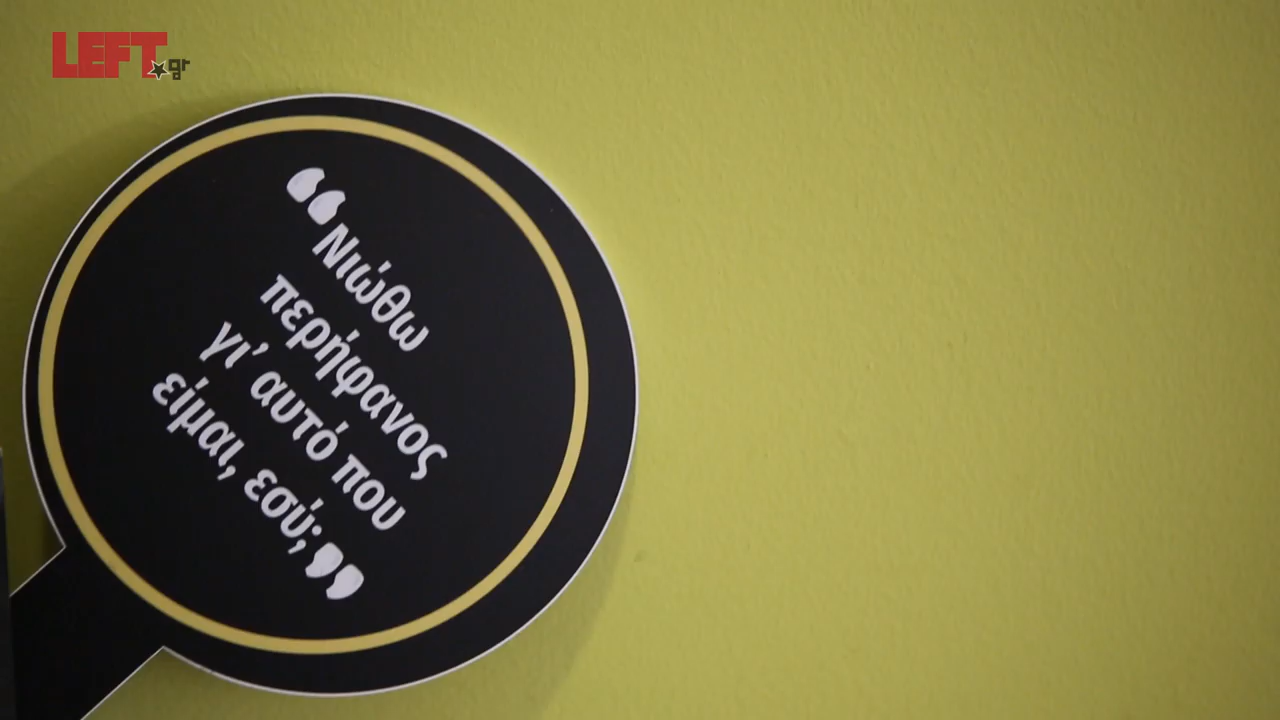 LEFT.gr
“Νιώθω
περήφανος
γι’ αυτό που
είμαι, εσύ;”